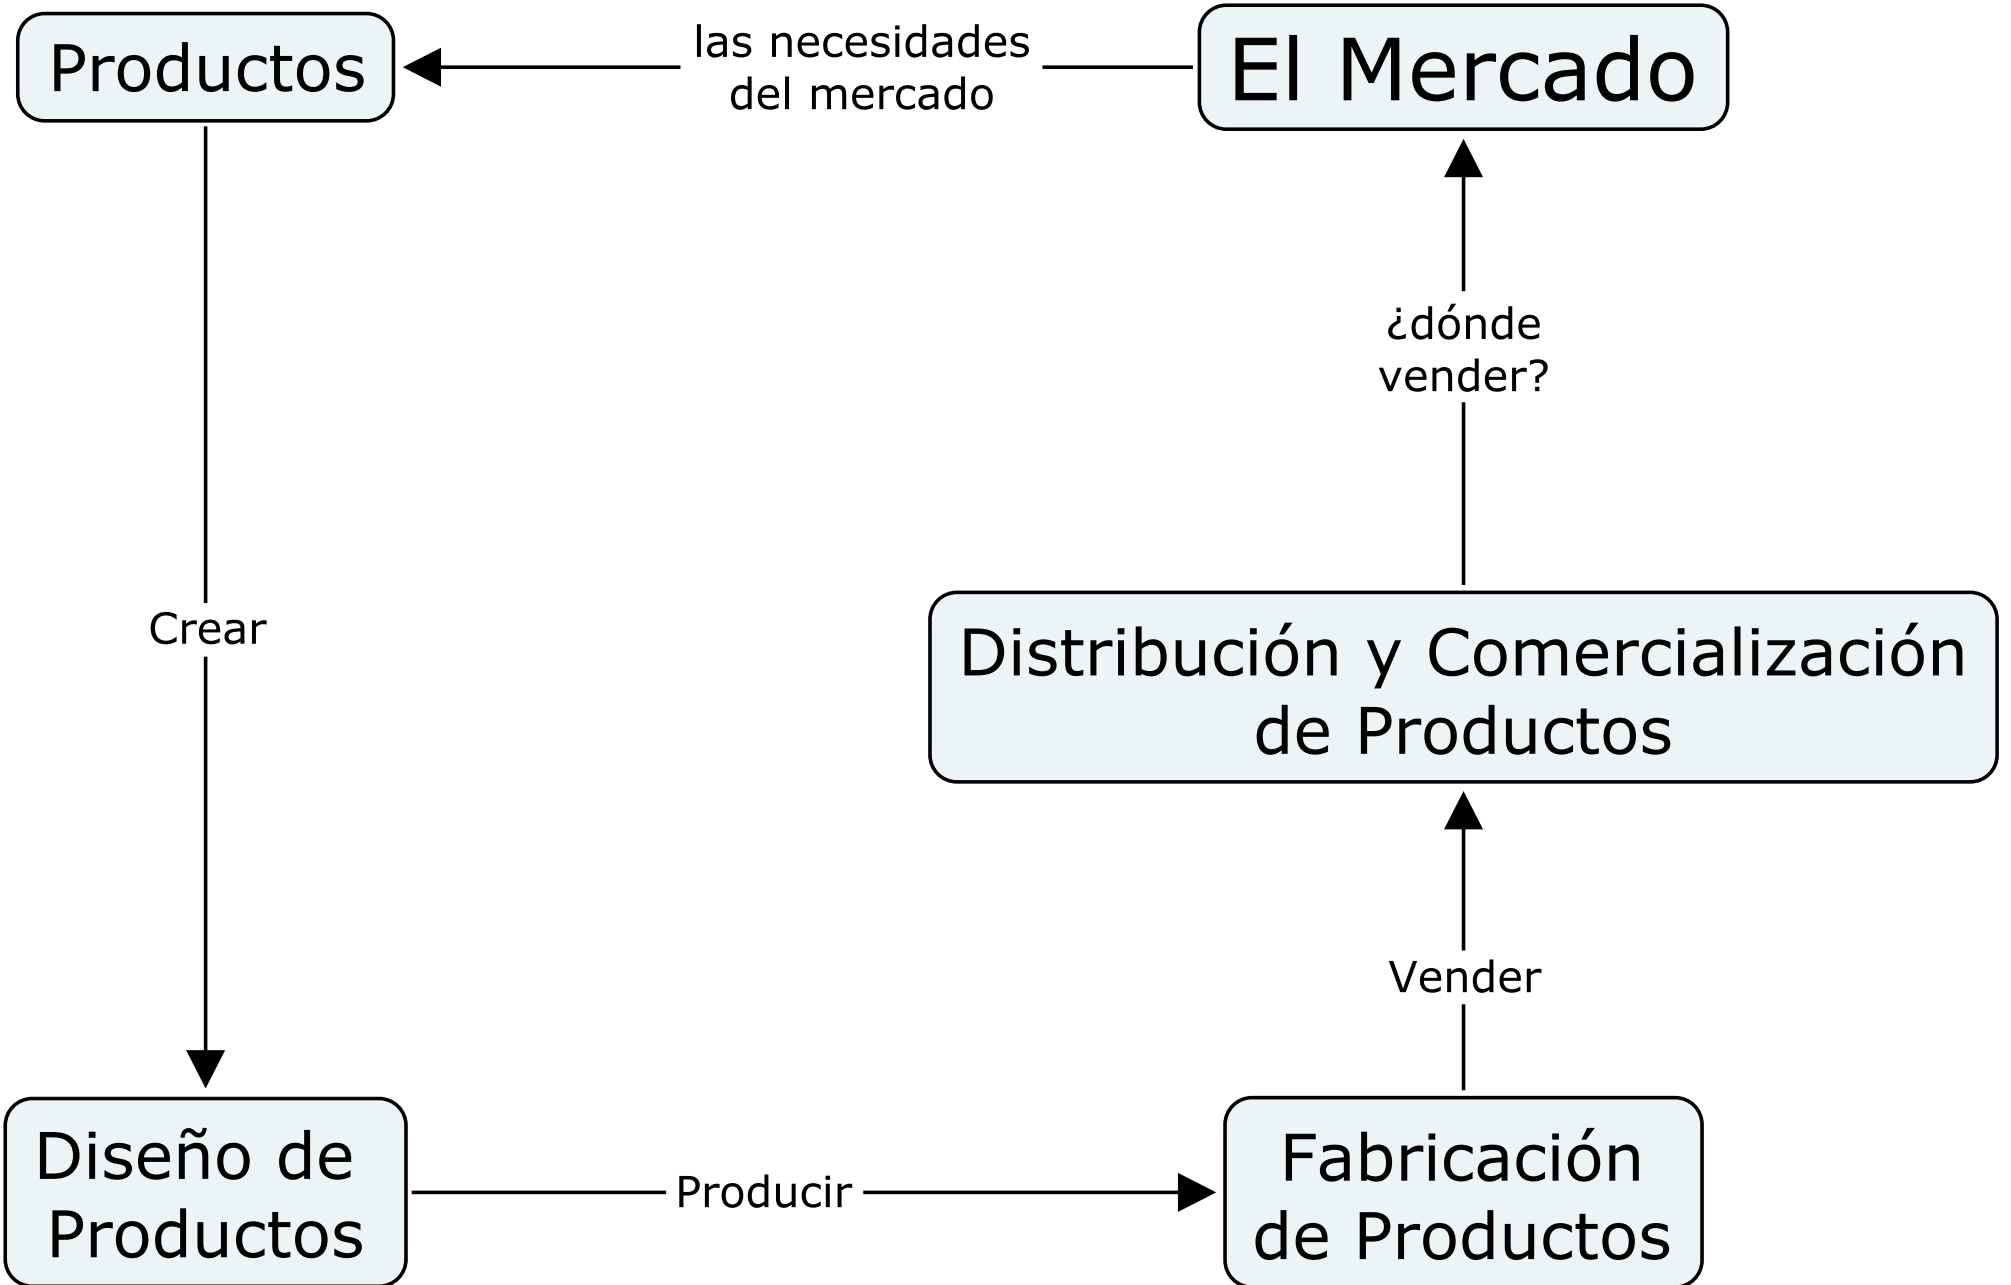 Productos
las necesidades
del mercado
El Mercado
¿dónde
vender?
Crear
Distribución y Comercialización
de Productos
Vender
Diseño de
Productos
Producir
Fabricación
de Productos